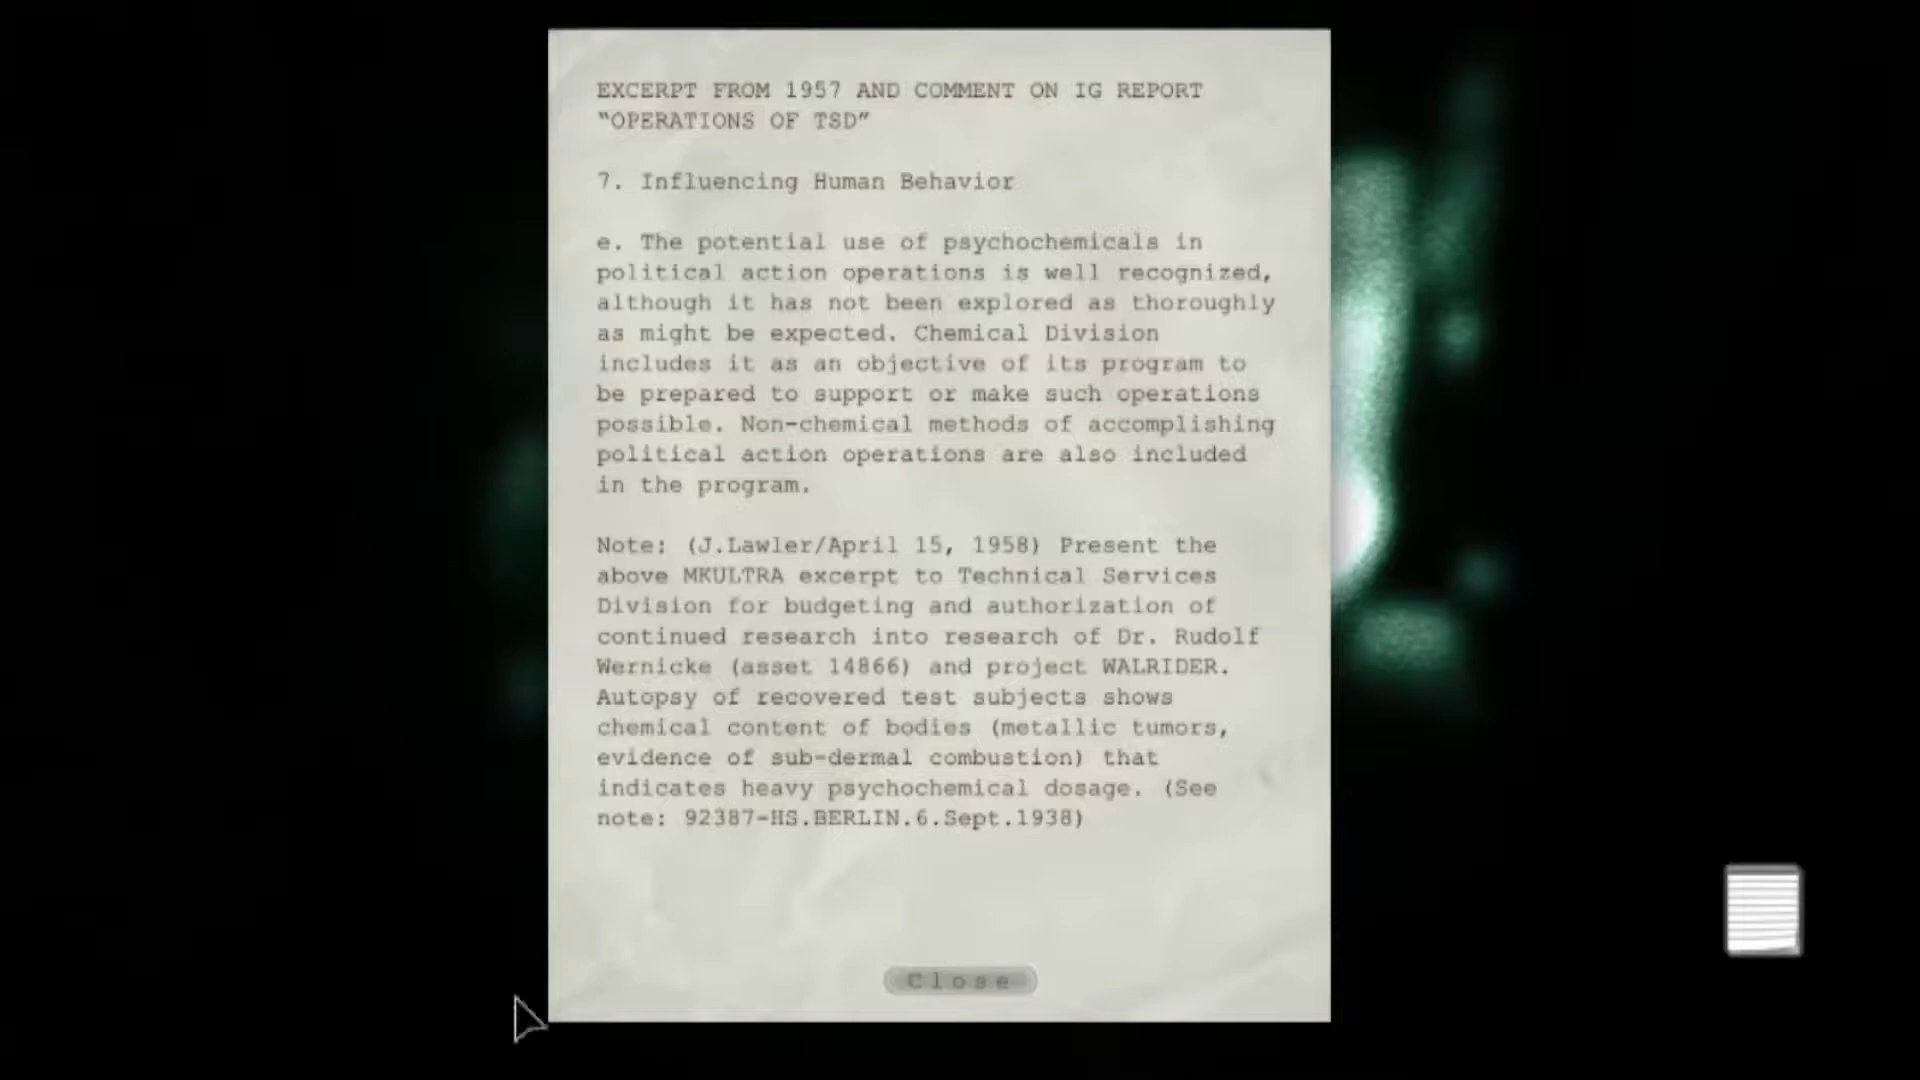 EXCERPT FROM 1957 AND COMMENT ON IG REPORT
“OPERATIONS OF TSD”
7. Influencing Human Behavior
e. The potential use of psychochemicals in
political action operations is well recognized,
although it has not been explored as thoroughly
as might be expected. Chemical Division
includes it as an objective of its program to
be prepared to support or make such operations
possible. Non-chemical methods of accomplishing
political action operations are also included
in the program.
Note: (J.Lawler/April 15, 1958) Present the
above MKULTRA excerpt to Technical Services
Division for budgeting and authorization of
continued research into research of Dr. Rudolf
Wernicke (asset 14866) and project WALRIDER.
Autopsy of recovered test subjects shows
chemical content of bodies (metallic tumors,
evidence of sub-dermal combustion) that
indicates heavy psychochemical dosage. (See
note: 92387-HS.BERLIN.6.Sept.1938)
Close